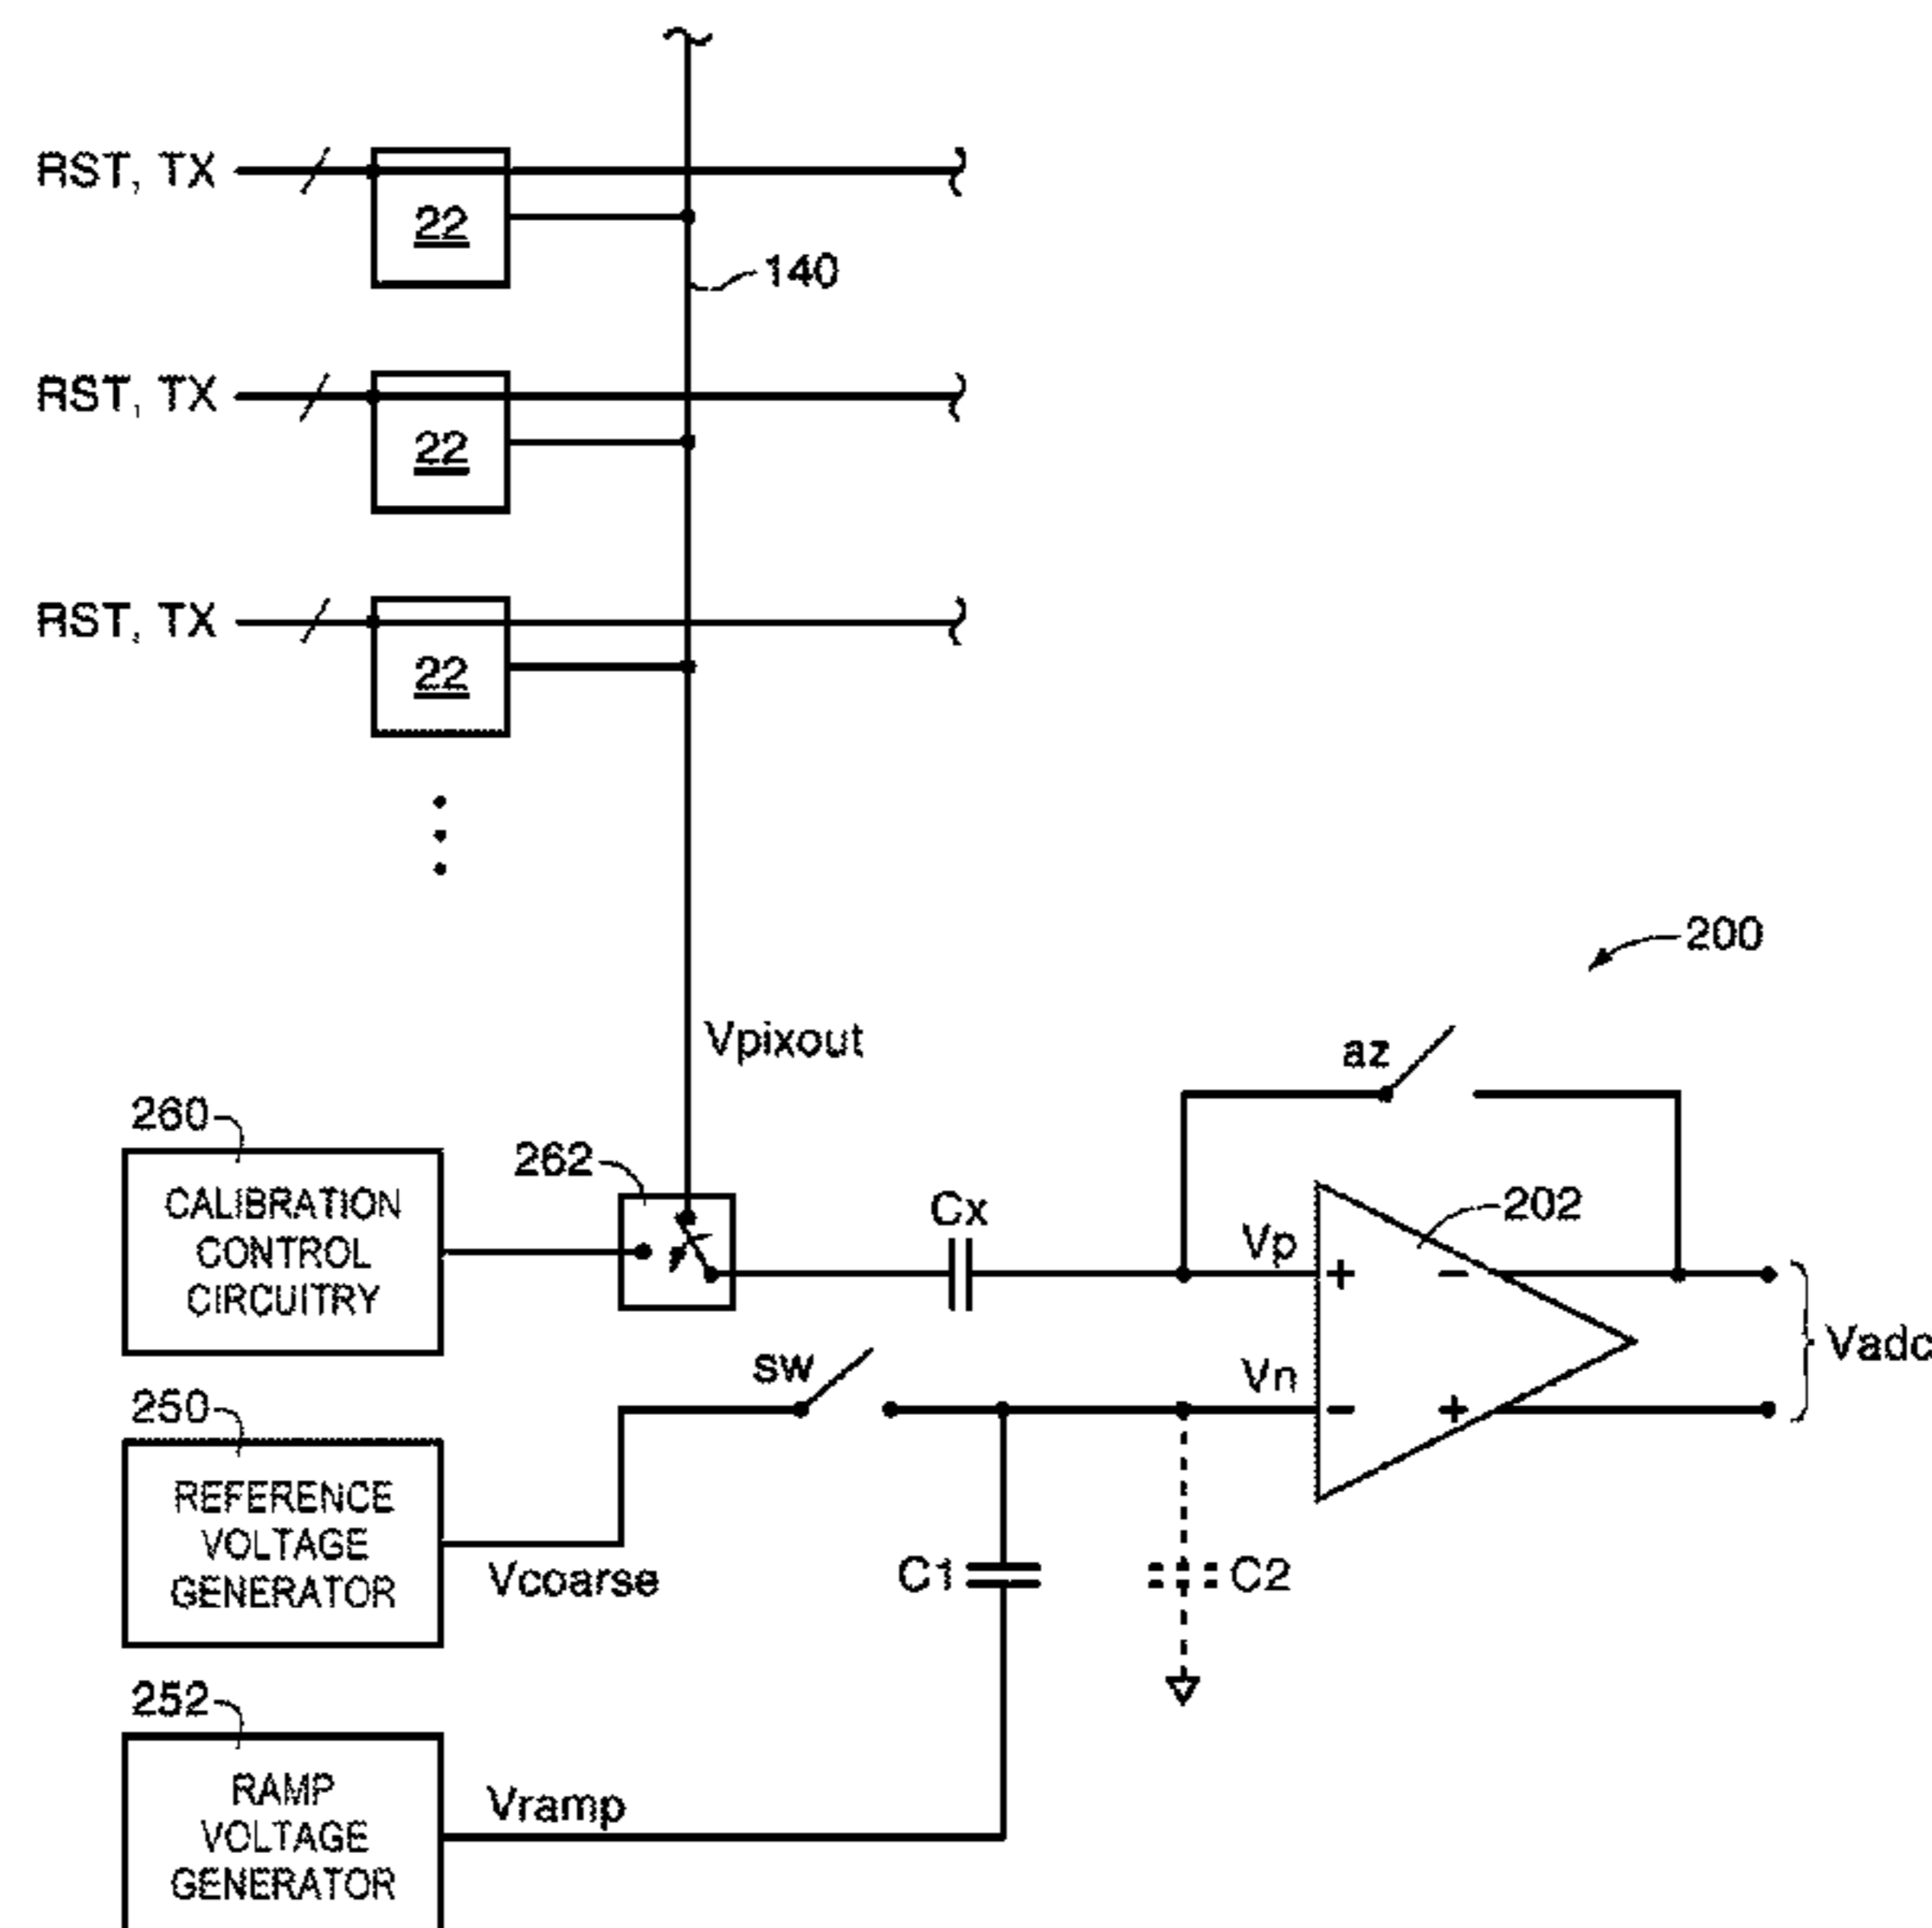 RST, TX
22
140
RST, TX
22
RST, TX
22
200
Vpixout
az
260
262
Cx
Vp
202
CALIBRATION
CONTROL
CIRCUITRY
+
−
Vadc
sw
Vn
−
+
250
REFERENCE
VOLTAGE
GENERATOR
Vcoarse
C1
C2
252
RAMP
VOLTAGE
GENERATOR
Vramp